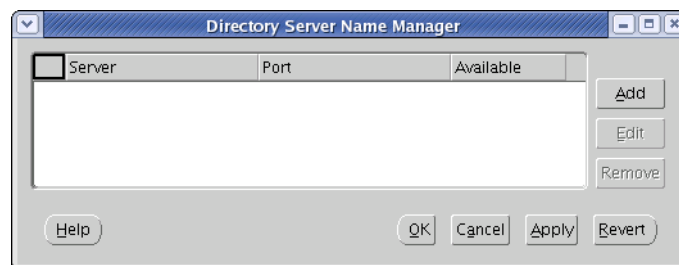 Directory Server Name Manager
Server Port Available
Add
Edit
Remove
Help OK Cancel Apply Revert